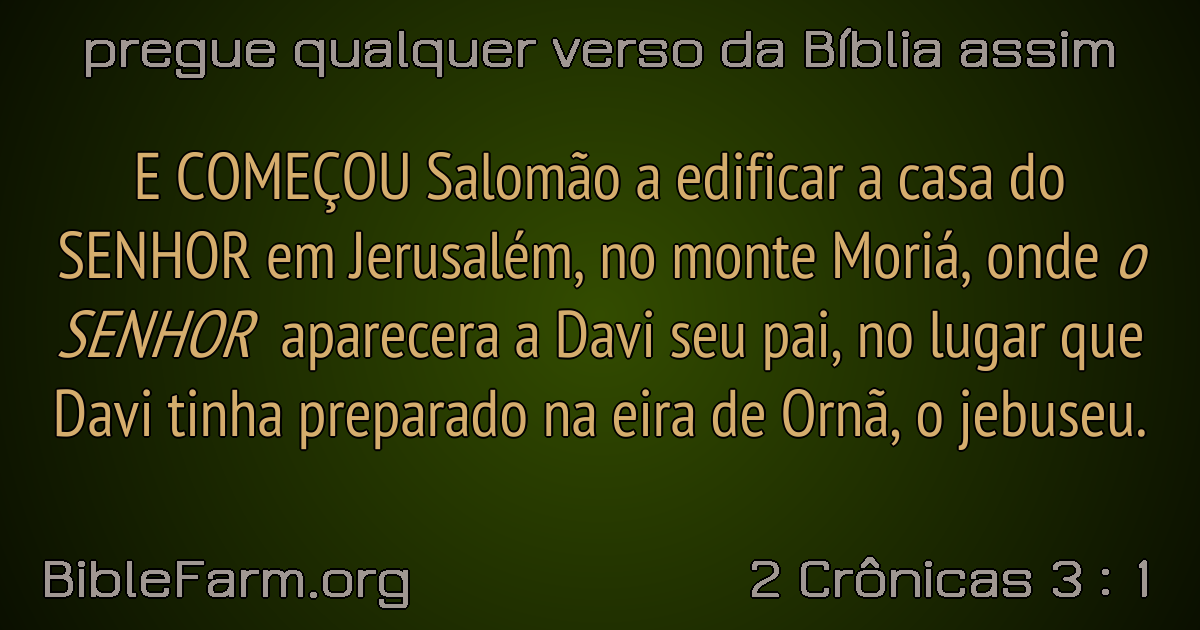 pregue qualquer verso da Bíblia assim
E COMEÇOU Salomão a edificar a casa do
SENHOR em Jerusalém, no monte Moriá, onde o
SENHOR aparecera a Davi seu pai, no lugar que
Davi tinha preparado na eira de Ornã, o jebuseu.
BibleFarm.org
2 Crônicas 3 : 1